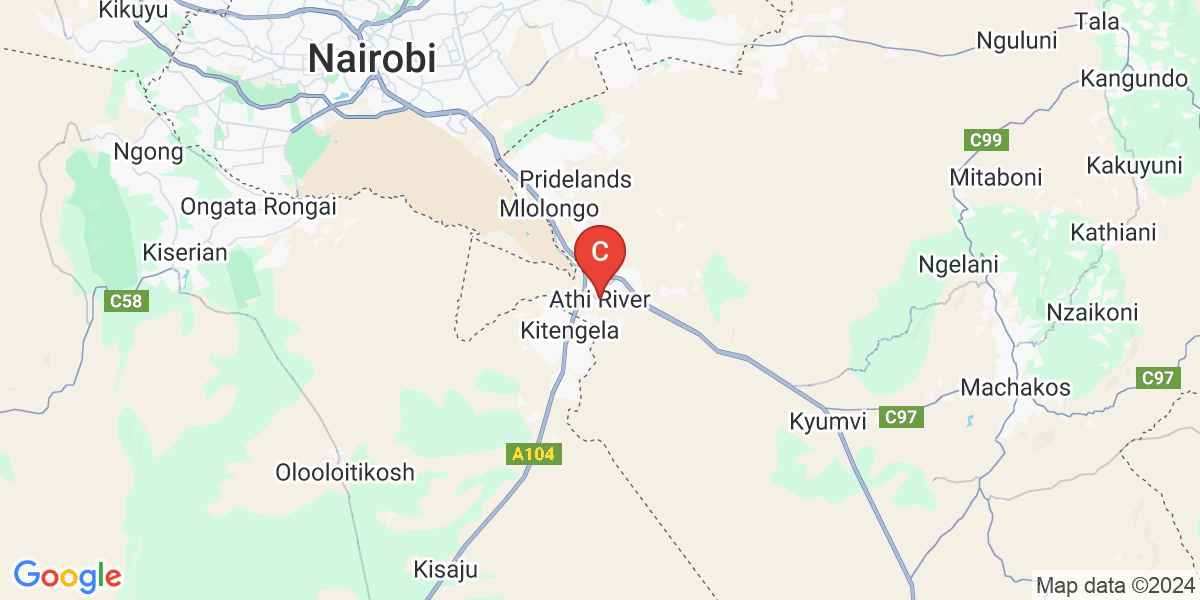 Kikuyu
Tala
Nguluni
Nairobi
Kangundo
C99
Ngong
Kakuyuni
Pridelands
Mitaboni
Ongata Rongai
Mlolongo
Kathiani
Kiserian
C
Ngelani
C58
Athi River
Nzaikoni
Kitengela
C97
Machakos
Kyumvi
C97
A104
Olooloitikosh
Kisaju
Google
Map data ©2024